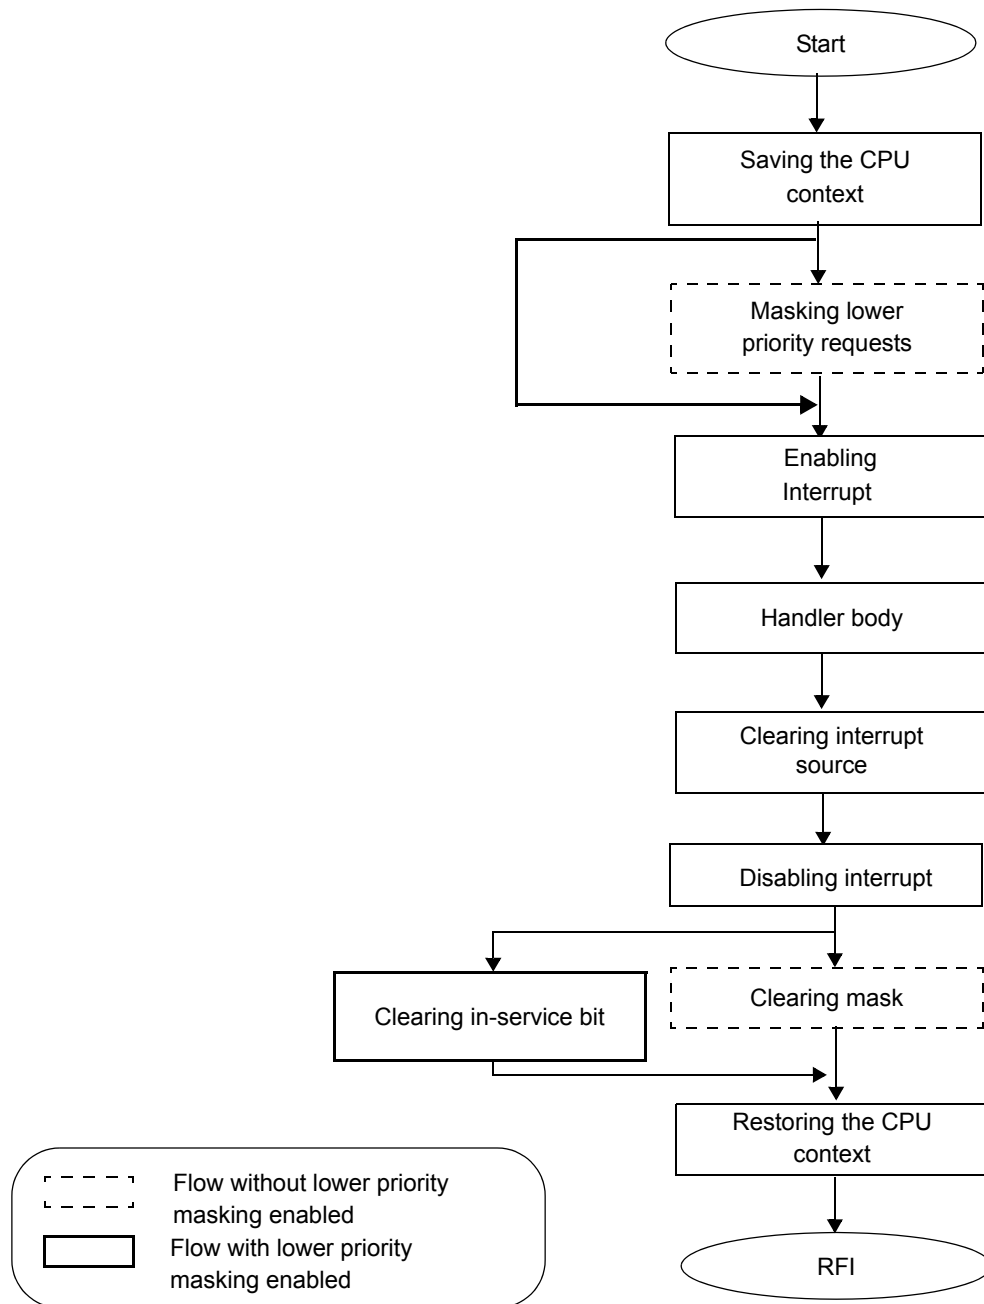 Start
Saving the CPU
context
Masking lower
priority requests
Enabling
Interrupt
Handler body
Clearing interrupt
source
Disabling interrupt
Clearing in-service bit
Clearing mask
Restoring the CPU
context
RFI
Flow without lower priority
masking enabled
Flow with lower priority
masking enabled